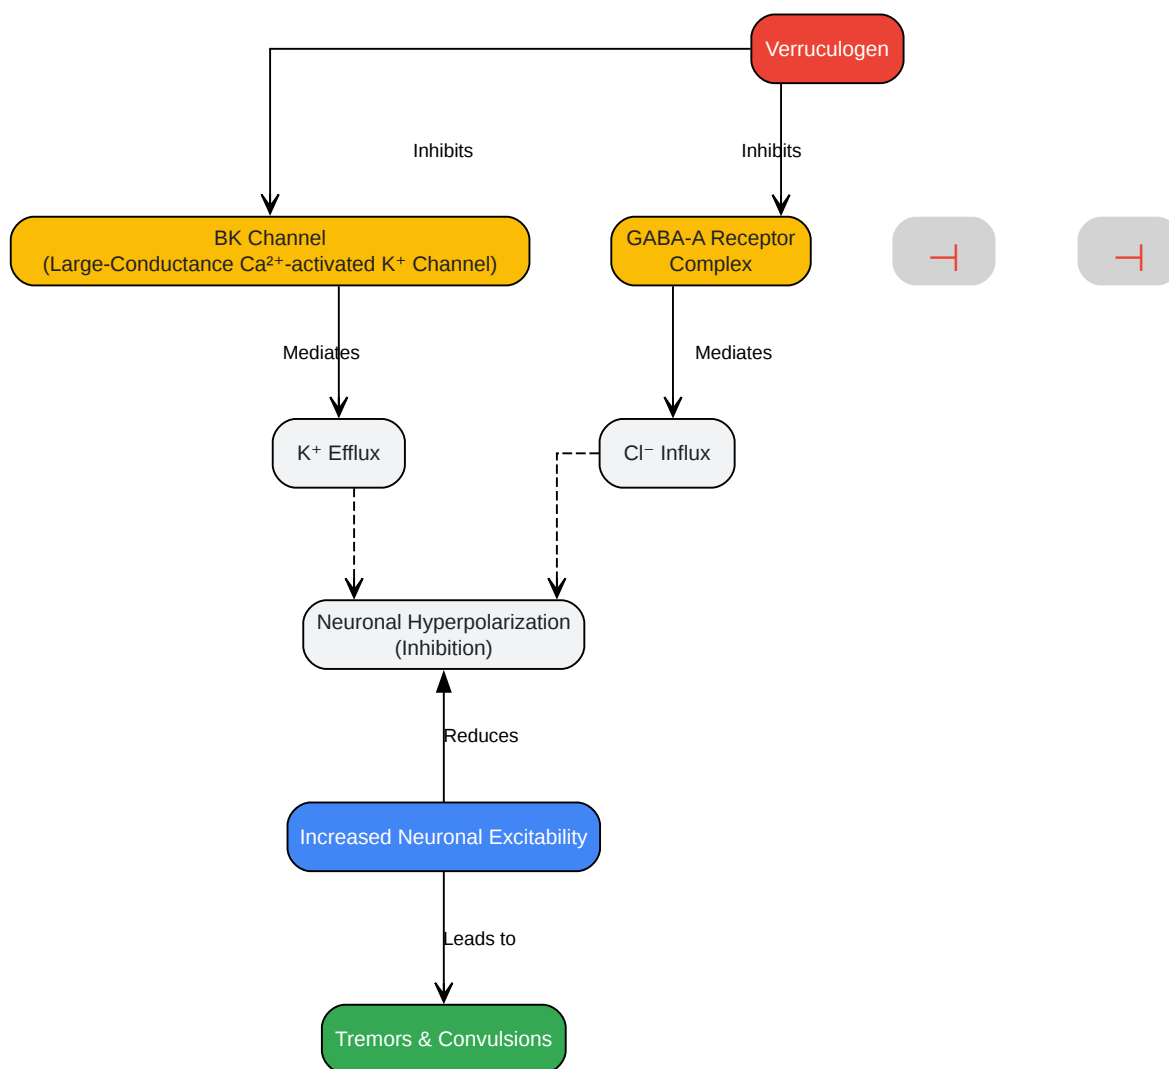 Verruculogen
Inhibits
Inhibits
BK Channel
(Large-Conductance Ca²⁺-activated K⁺ Channel)
GABA-A Receptor
Complex
⊣
⊣
Mediates
Mediates
K⁺ Efflux
Cl⁻ Influx
Neuronal Hyperpolarization
(Inhibition)
Reduces
Increased Neuronal Excitability
Leads to
Tremors & Convulsions